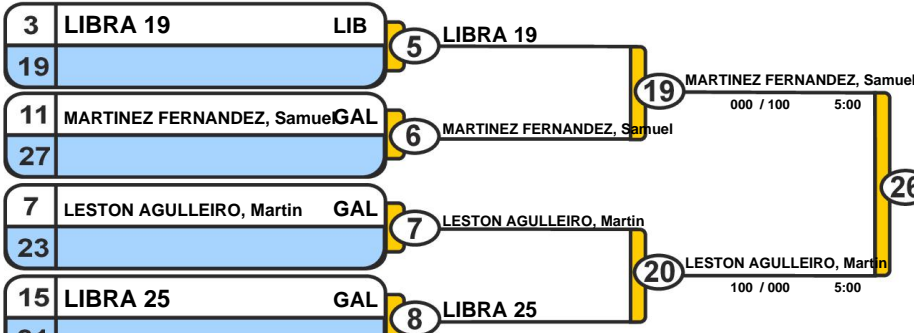 3 LIBRA 19 LIB
19
5 LIBRA 19
11 MARTINEZ FERNANDEZ, Samuel GAL
27
6 MARTINEZ FERNANDEZ, Samuel
19 MARTINEZ FERNANDEZ, Samuel
000 / 100 5:00
26
7 LESTON AGULLEIRO, Martin GAL
23
7 LESTON AGULLEIRO, Martin
15 LIBRA 25 GAL
8 LIBRA 25
20 LESTON AGULLEIRO, Martin
100 / 000 5:00